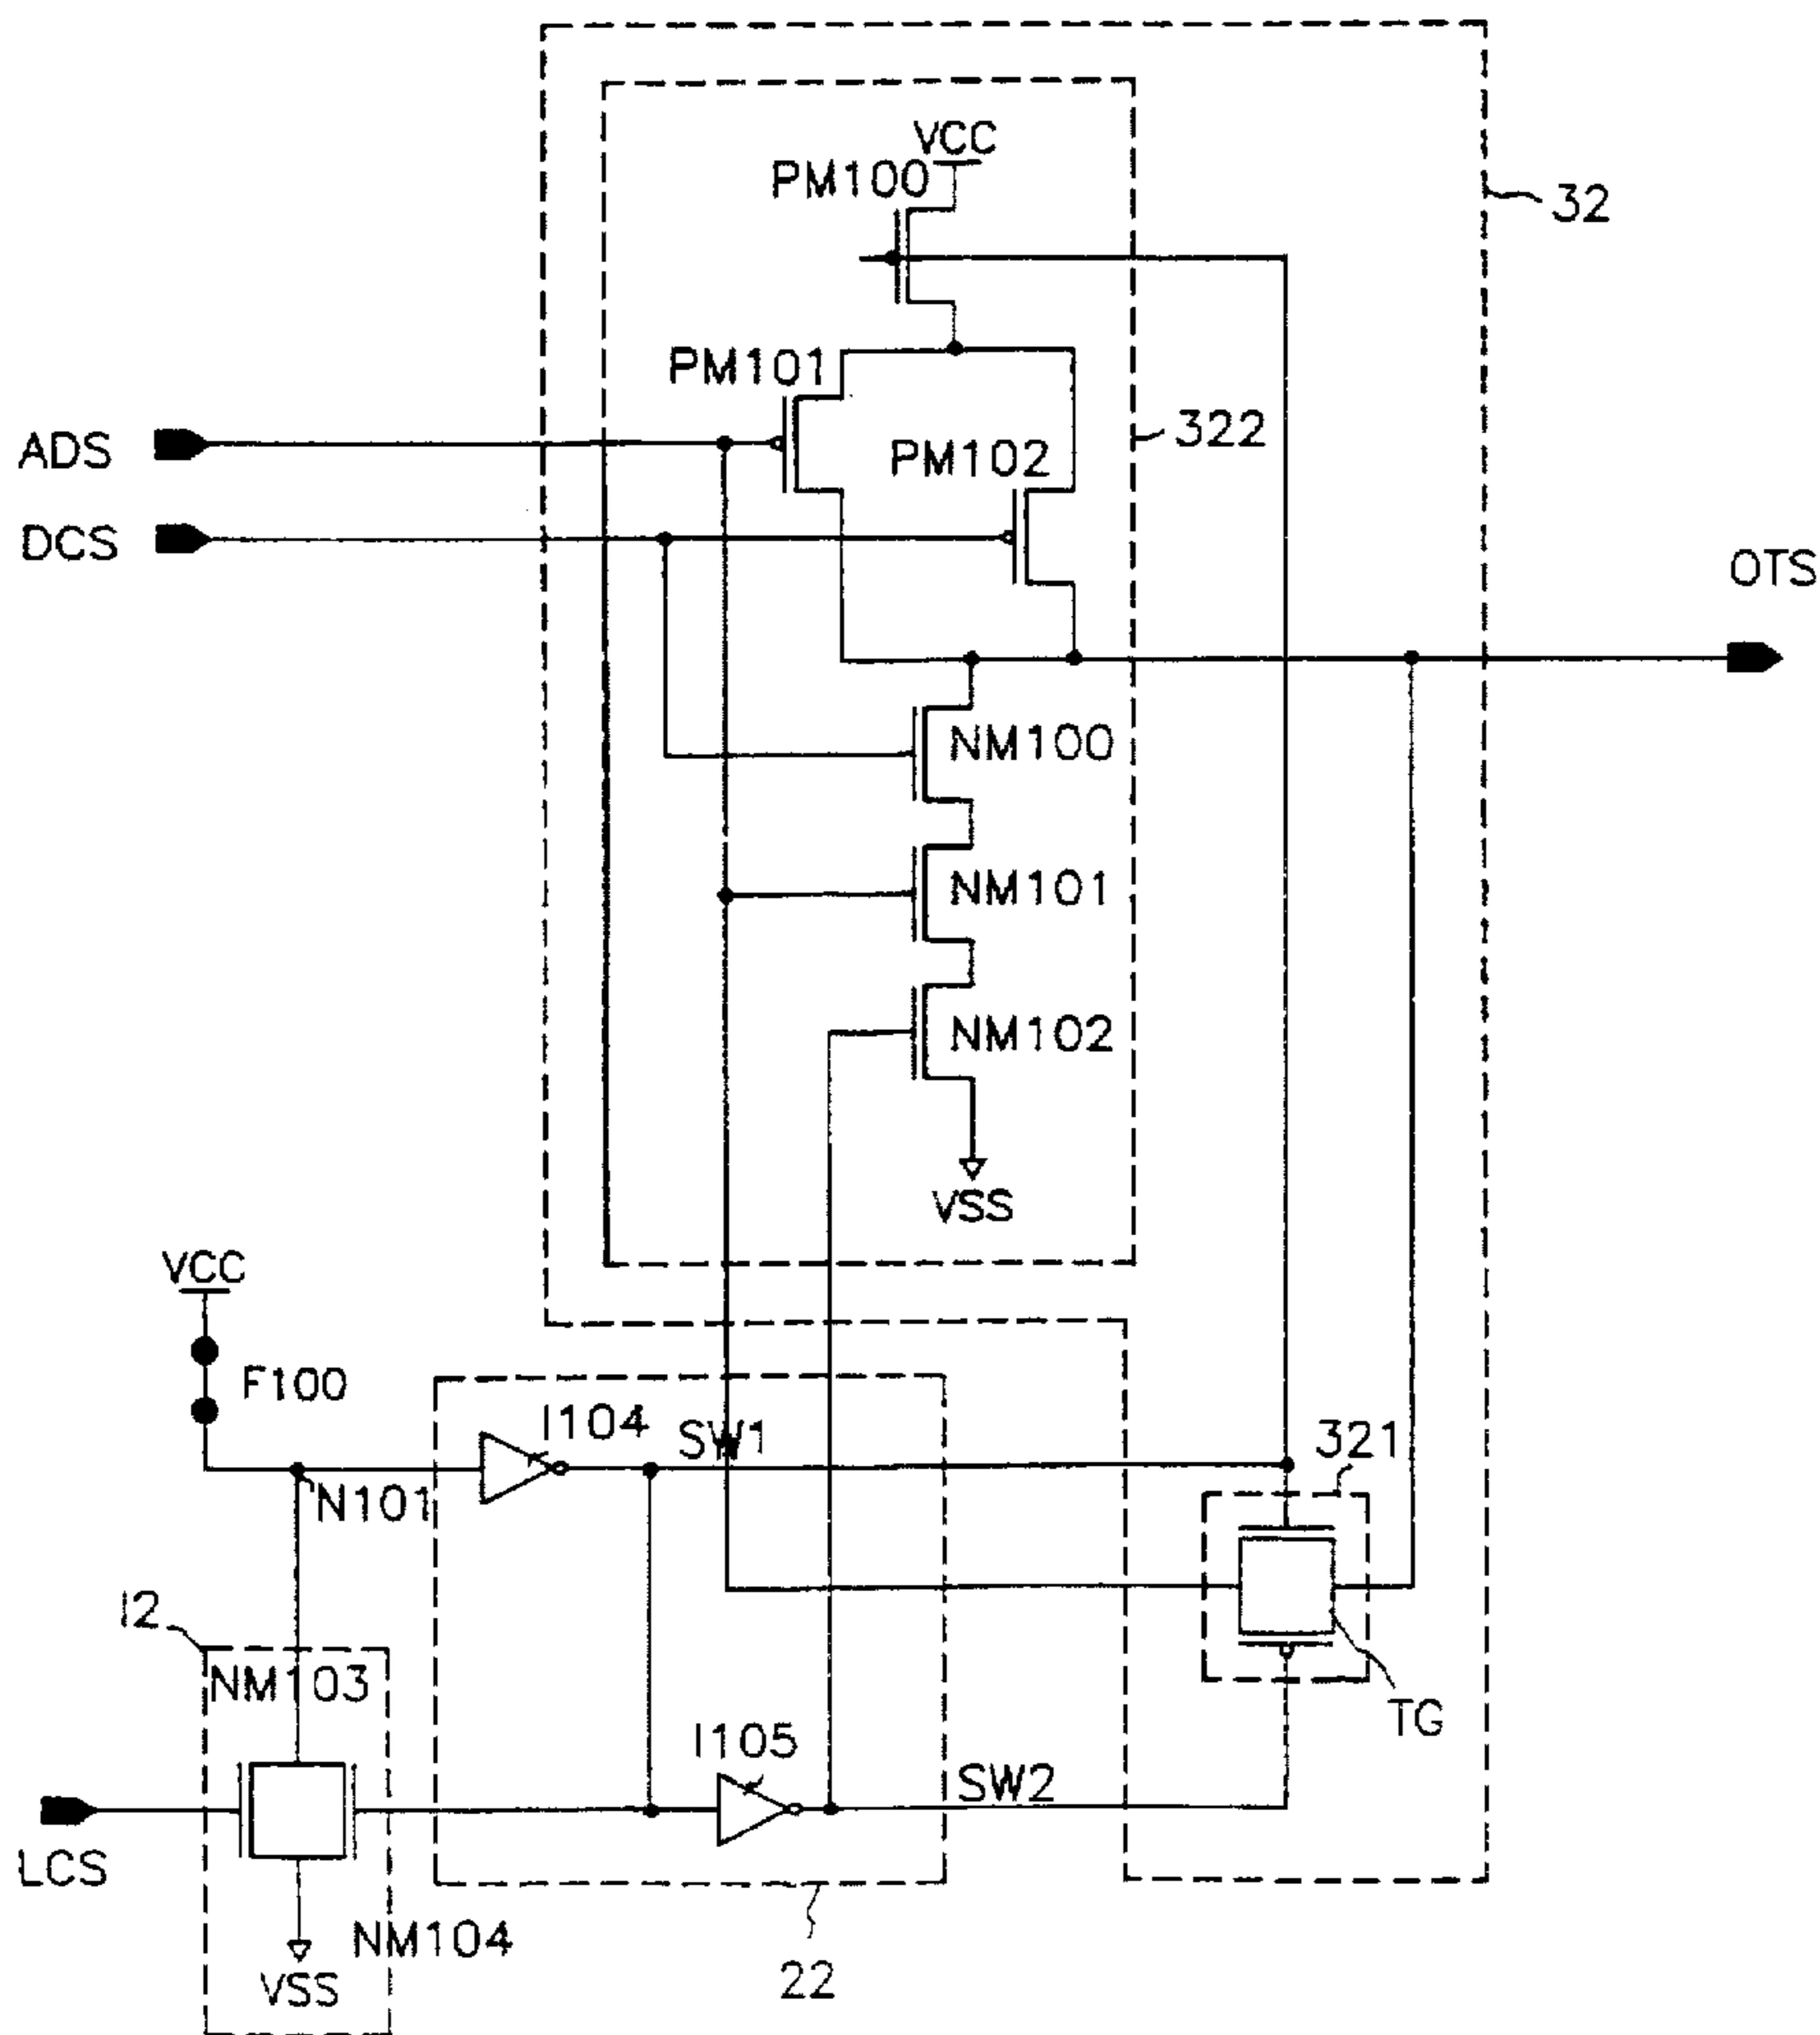 VCC
PM100
32
PM101
322
ADS
PM102
DCS
OTS
NM100
NM101
NM102
VSS
VCC
F100
I104
SW1
321
N101
12
NM103
TG
I105
SW2
LCS
NM104
VSS
22